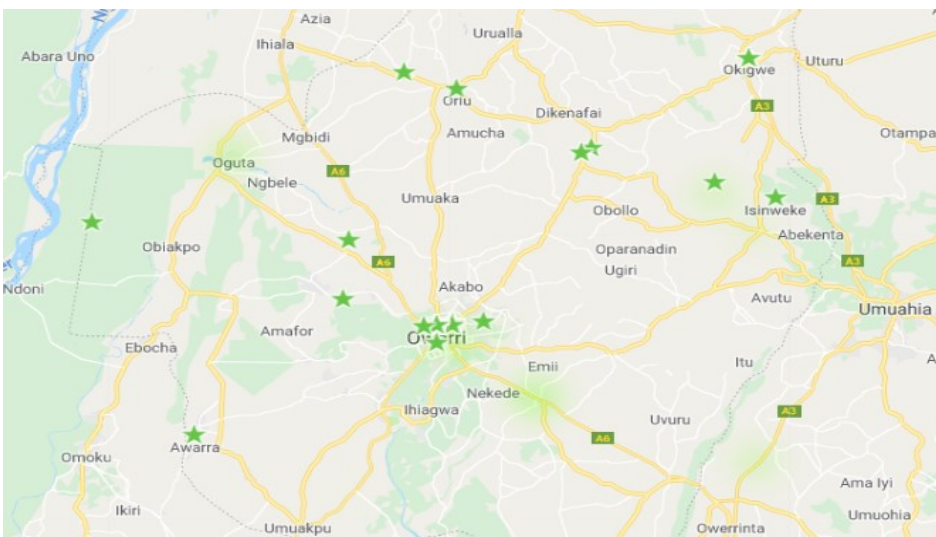 Azia
Urualla
Ihiala
Abara Uno
Okigwe
Uturu
Orlu
A3
Dikenafai
Amucha
Otampa
Mgbidi
Oguta
A6
Ngbele
Umuaka
A3
Obollo
Isinweke
Abekenta
Obiakpo
Oparanadin
A6
A3
Ugiri
Ndoni
Akabo
Avutu
Umuahia
Amafor
Ebocha
Itu
Emii
Nekede
Ihiagwa
A3
Uvuru
A6
Awarra
Omoku
Ama Iyi
Ikiri
Umuohia
Umuakpu
Owerrinta